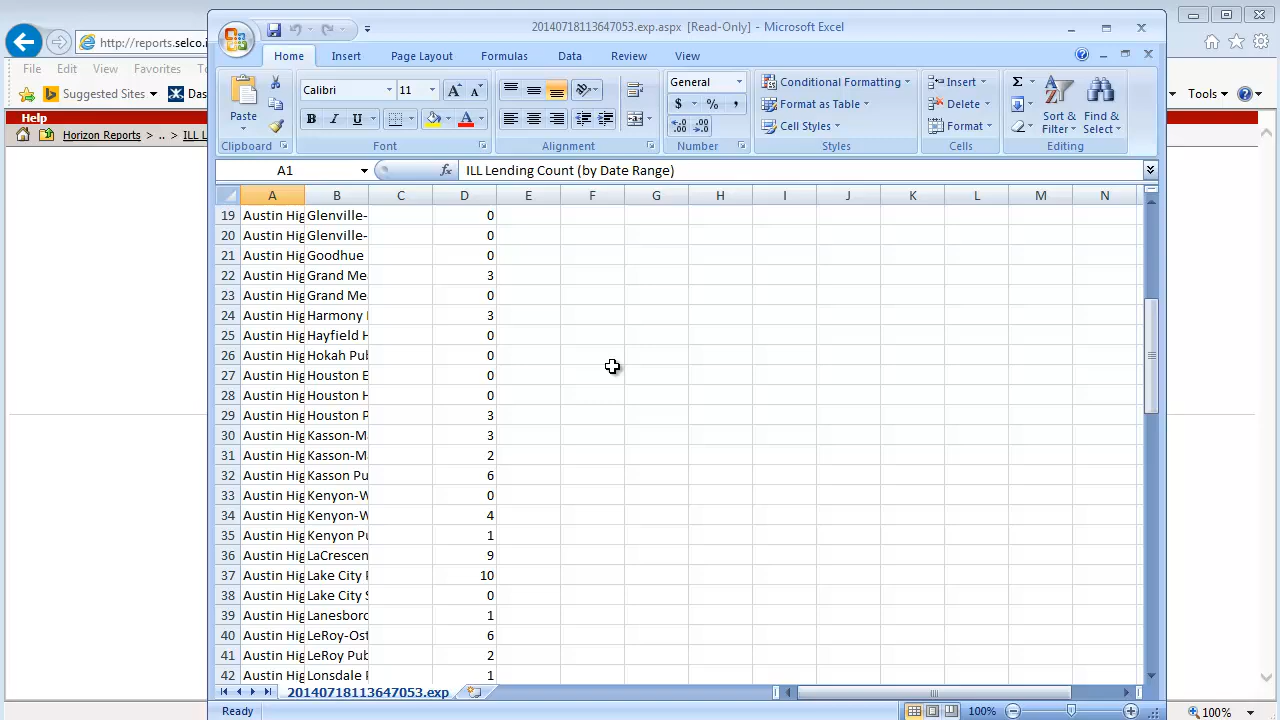 20140718113647053.exp.aspx [Read-Only] - Microsoft Excel
http://reports.selco.i
File Edit View Favorites
Suggested Sites
Help
Horizon Reports > .. > ILL L
Home Insert Page Layout Formulas Data Review View
Paste
Clipboard
Calibri 11
B I U
Font
Alignment
General
$ % ,
Number
Conditional Formatting
Format as Table
Cell Styles
Styles
Insert
Delete
Format
Cells
Σ
Sort & Filter
Find & Select
Editing
Tools
A1 fx ILL Lending Count (by Date Range)
A B C D E F G H I J K L M N
19 Austin Hig Glenville- 0
20 Austin Hig Glenville- 0
21 Austin Hig Goodhue 0
22 Austin Hig Grand Me 3
23 Austin Hig Grand Me 0
24 Austin Hig Harmony 3
25 Austin Hig Hayfield H 0
26 Austin Hig Hokah Pub 0
27 Austin Hig Houston E 0
28 Austin Hig Houston H 0
29 Austin Hig Houston P 3
30 Austin Hig Kasson-M 3
31 Austin Hig Kasson-M 2
32 Austin Hig Kasson Pu 6
33 Austin Hig Kenyon-W 0
34 Austin Hig Kenyon-W 4
35 Austin Hig Kenyon Pu 1
36 Austin Hig LaCrescen 9
37 Austin Hig Lake City 10
38 Austin Hig Lake City S 0
39 Austin Hig Lanesboro 1
40 Austin Hig LeRoy-Ost 6
41 Austin Hig LeRoy Pub 2
42 Austin Hig Lonsdale 1
20140718113647053.exp
Ready 100%
100%